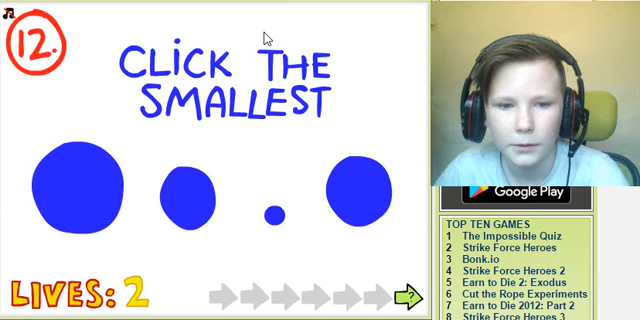 12.
CLiCK THE
SMALLEST
LIVES: 2
?
Google Play
TOP TEN GAMES
1 The Impossible Quiz
2 Strike Force Heroes
3 Bonk.io
4 Strike Force Heroes 2
5 Earn to Die 2: Exodus
6 Cut the Rope Experiments
7 Earn to Die 2012: Part 2
8 Strike Force Heroes 3